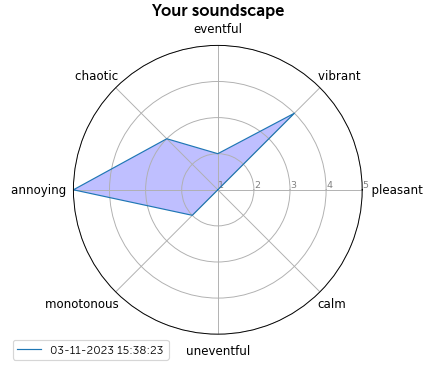 Your soundscape
eventful
chaotic
vibrant
annoying
1
2
3
4
5
pleasant
monotonous
calm
uneventful
03-11-2023 15:38:23